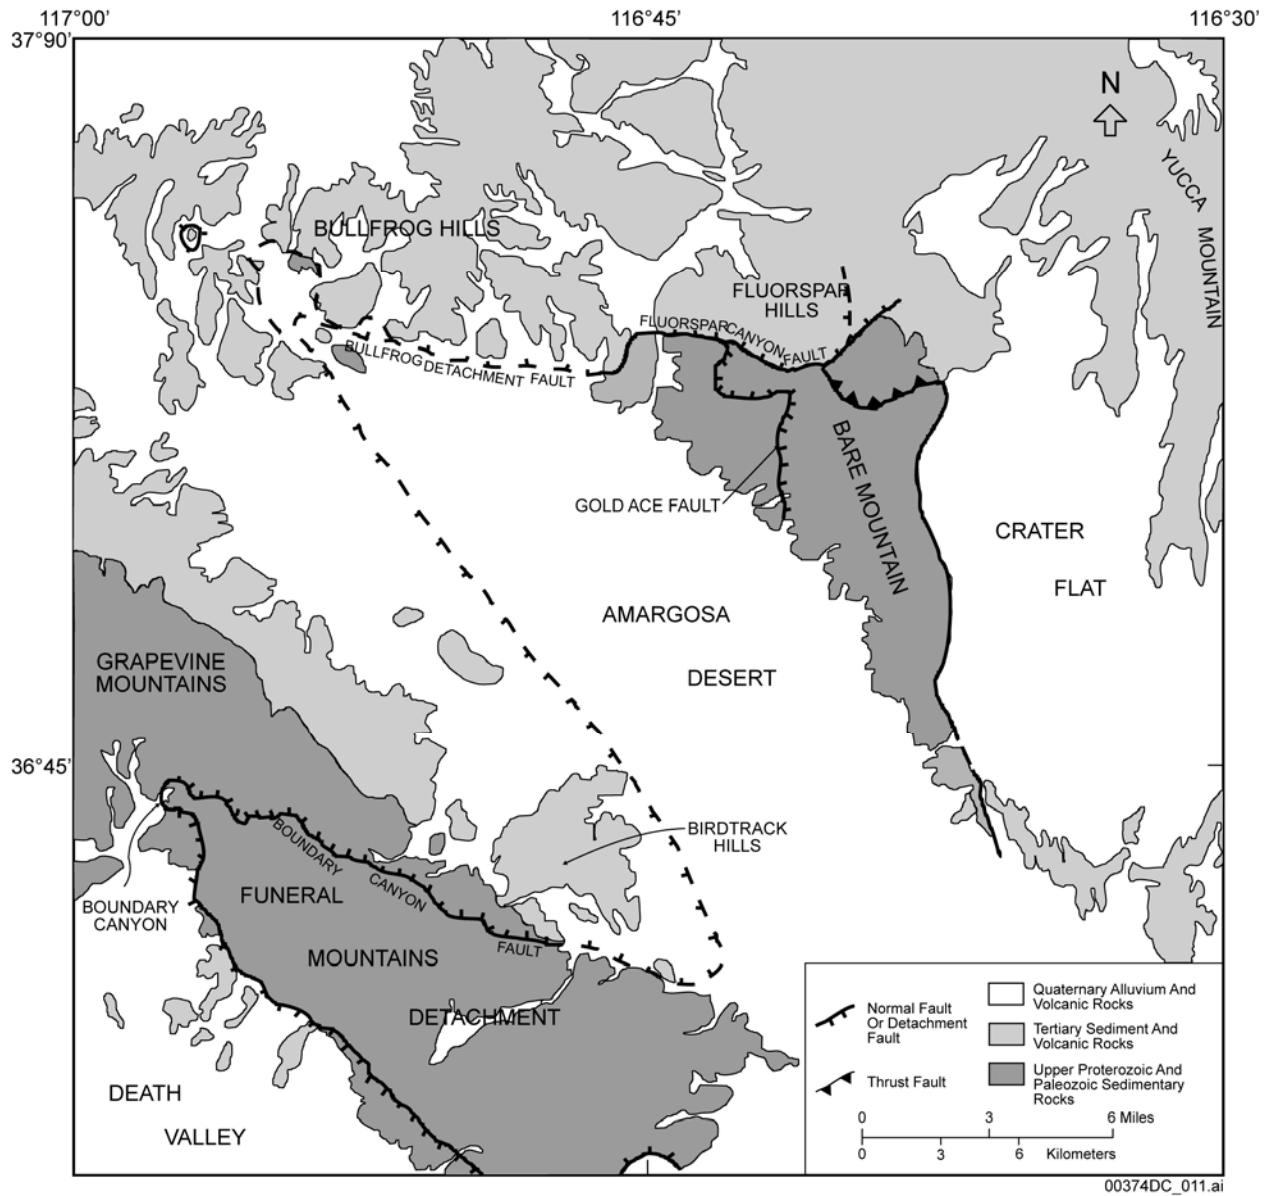 117°00'
116°45'
116°30'
37°90'
N
YUCCA
MOUNTAIN
BULLFROG HILLS
FLUORSPAR
HILLS
FLUORSPAR CANYON
FAULT
BULLFROG
DETACHMENT FAULT
BARE MOUNTAIN
GOLD ACE FAULT
CRATER
FLAT
AMARGOSA
DESERT
GRAPEVINE
MOUNTAINS
36°45'
BIRDTRACK
HILLS
BOUNDARY
CANYON
FAULT
BOUNDARY
CANYON
FUNERAL
MOUNTAINS
DETACHMENT
DEATH
VALLEY
Normal Fault
Or Detachment
Fault
Thrust Fault
Quaternary Alluvium And
Volcanic Rocks
Tertiary Sediment And
Volcanic Rocks
Upper Proterozoic And
Paleozoic Sedimentary
Rocks
0 3 6 Miles
0 3 6 Kilometers
00374DC_011.ai